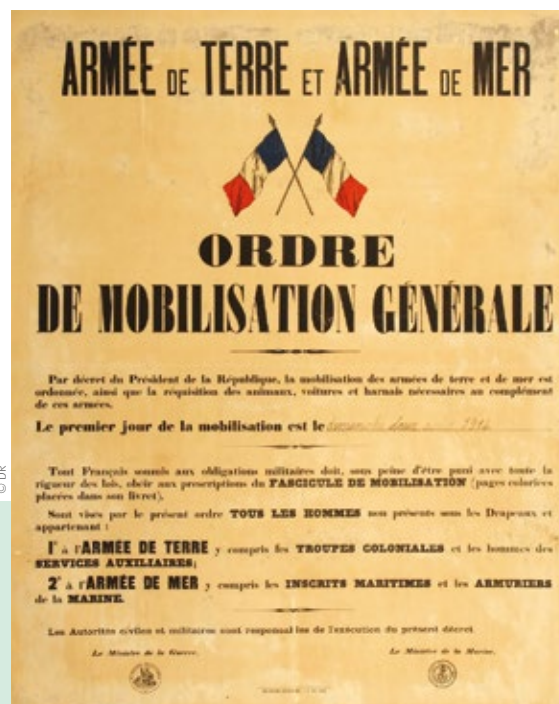 ARMÉE DE TERRE ET ARMÉE DE MER
ORDRE
DE MOBILISATION GÉNÉRALE
Par décret du Président de la République, la mobilisation des armées de terre et de mer est
ordonnée, ainsi que la réquisition des animaux, voitures et harnais nécessaires au complément
de ces armées.
Le premier jour de la mobilisation est le dimanche deux 1914
Tout Français soumis aux obligations militaires doit, sous peine d'être puni avec toute la
rigueur des lois, obéir aux prescriptions du FASCICULE DE MOBILISATION (pages coloriées
placées dans son livret).
Sont visés par le présent ordre TOUS LES HOMMES non présents sous les Drapeaux et
appartenant :
1° à l'ARMÉE DE TERRE y compris les TROUPES COLONIALES et les hommes des
SERVICES AUXILIAIRES;
2° à l'ARMÉE DE MER y compris les INSCRITS MARITIMES et les ARMURIERS
de la MARINE.
Les Autorités civiles et militaires sont responsables de l'exécution du présent décret
Le Ministre de la Guerre,
Le Ministre de la Marine,
© DR